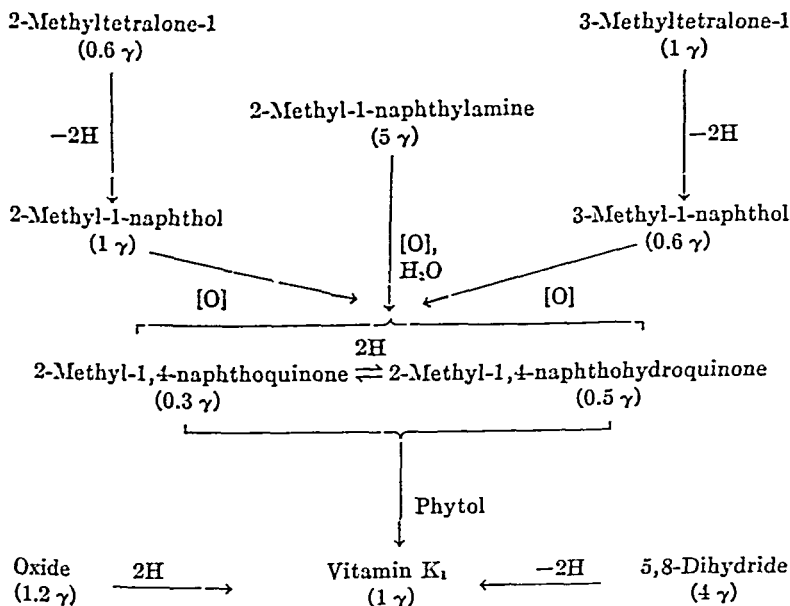 2-Methyltetralone-1 3-Methyltetralone-1
(0.6 γ) (1 γ)
2-Methyl-1-naphthylamine
(5 γ)
−2H −2H
2-Methyl-1-naphthol 3-Methyl-1-naphthol
(1 γ) (0.6 γ)
[O],
H₂O
[O] [O]
2H
2-Methyl-1,4-naphthoquinone ⇌ 2-Methyl-1,4-naphthohydroquinone
(0.3 γ) (0.5 γ)
Phytol
Oxide 2H Vitamin K₁ −2H 5,8-Dihydride
(1.2 γ) (1 γ) (4 γ)